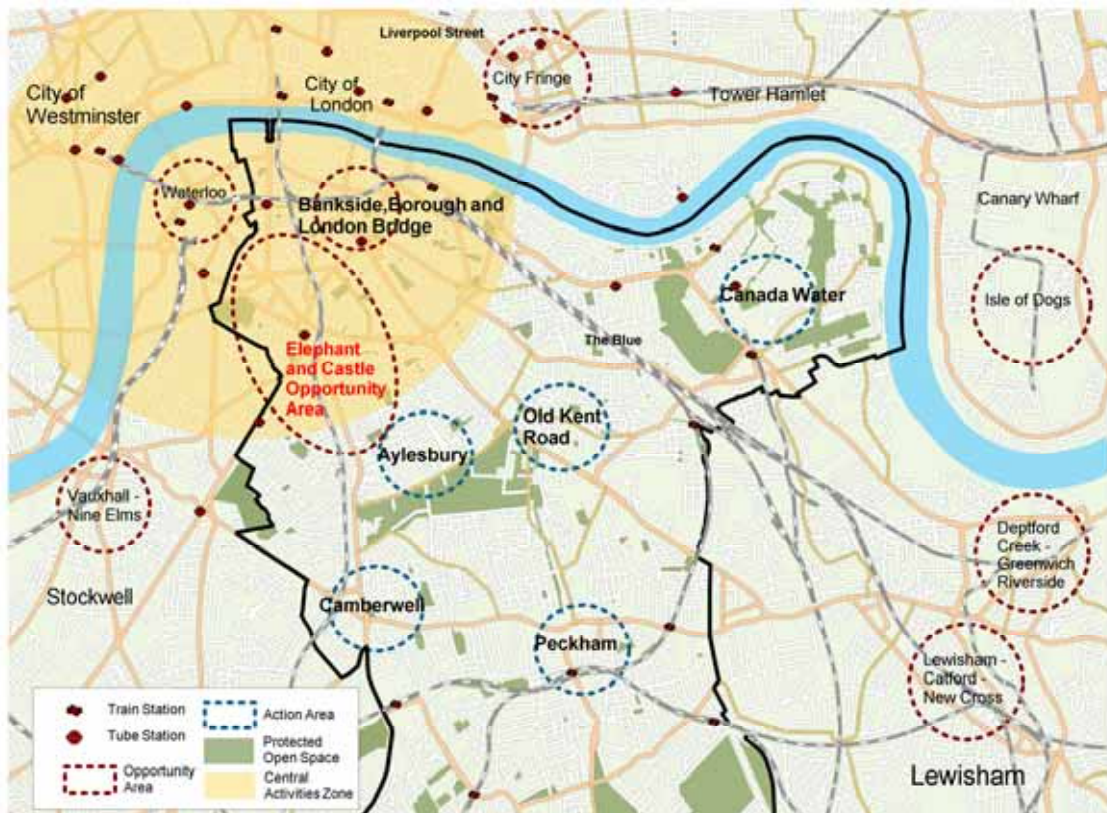 Liverpool Street
City Fringe
City of
Westminster
City of
London
Tower Hamlet
Waterloo
Bankside,Borough and
London Bridge
Canary Wharf
Canada Water
Isle of Dogs
The Blue
Elephant
and Castle
Opportunity
Area
Old Kent
Road
Aylesbury
Vauxhall -
Nine Elms
Deptford
Creek -
Greenwich
Riverside
Stockwell
Camberwell
Peckham
Lewisham -
Catford -
New Cross
Lewisham
Train Station
Tube Station
Opportunity
Area
Action Area
Protected
Open Space
Central
Activities Zone